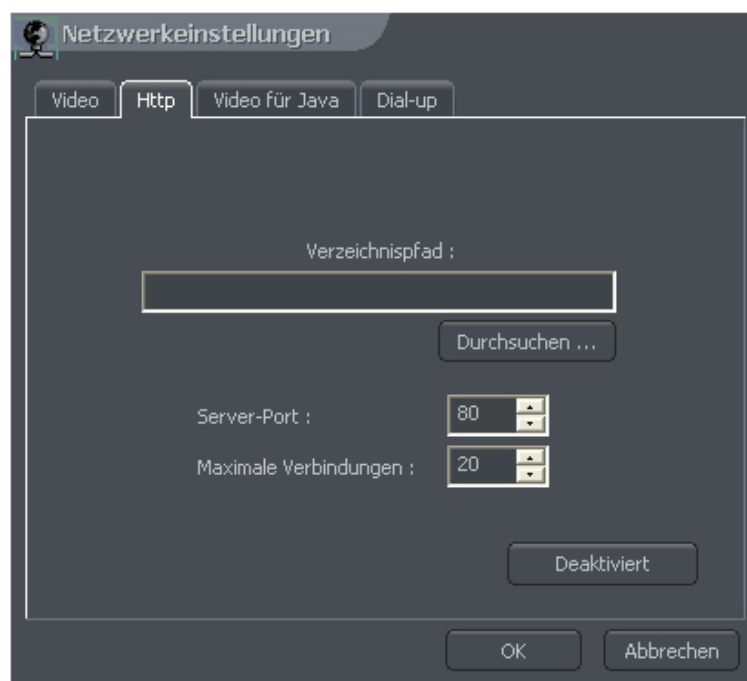 Netzwerkeinstellungen
Video Http Video für Java Dial-up
Verzeichnispfad :
Durchsuchen ...
Server-Port : 80
Maximale Verbindungen : 20
Deaktiviert
OK Abbrechen